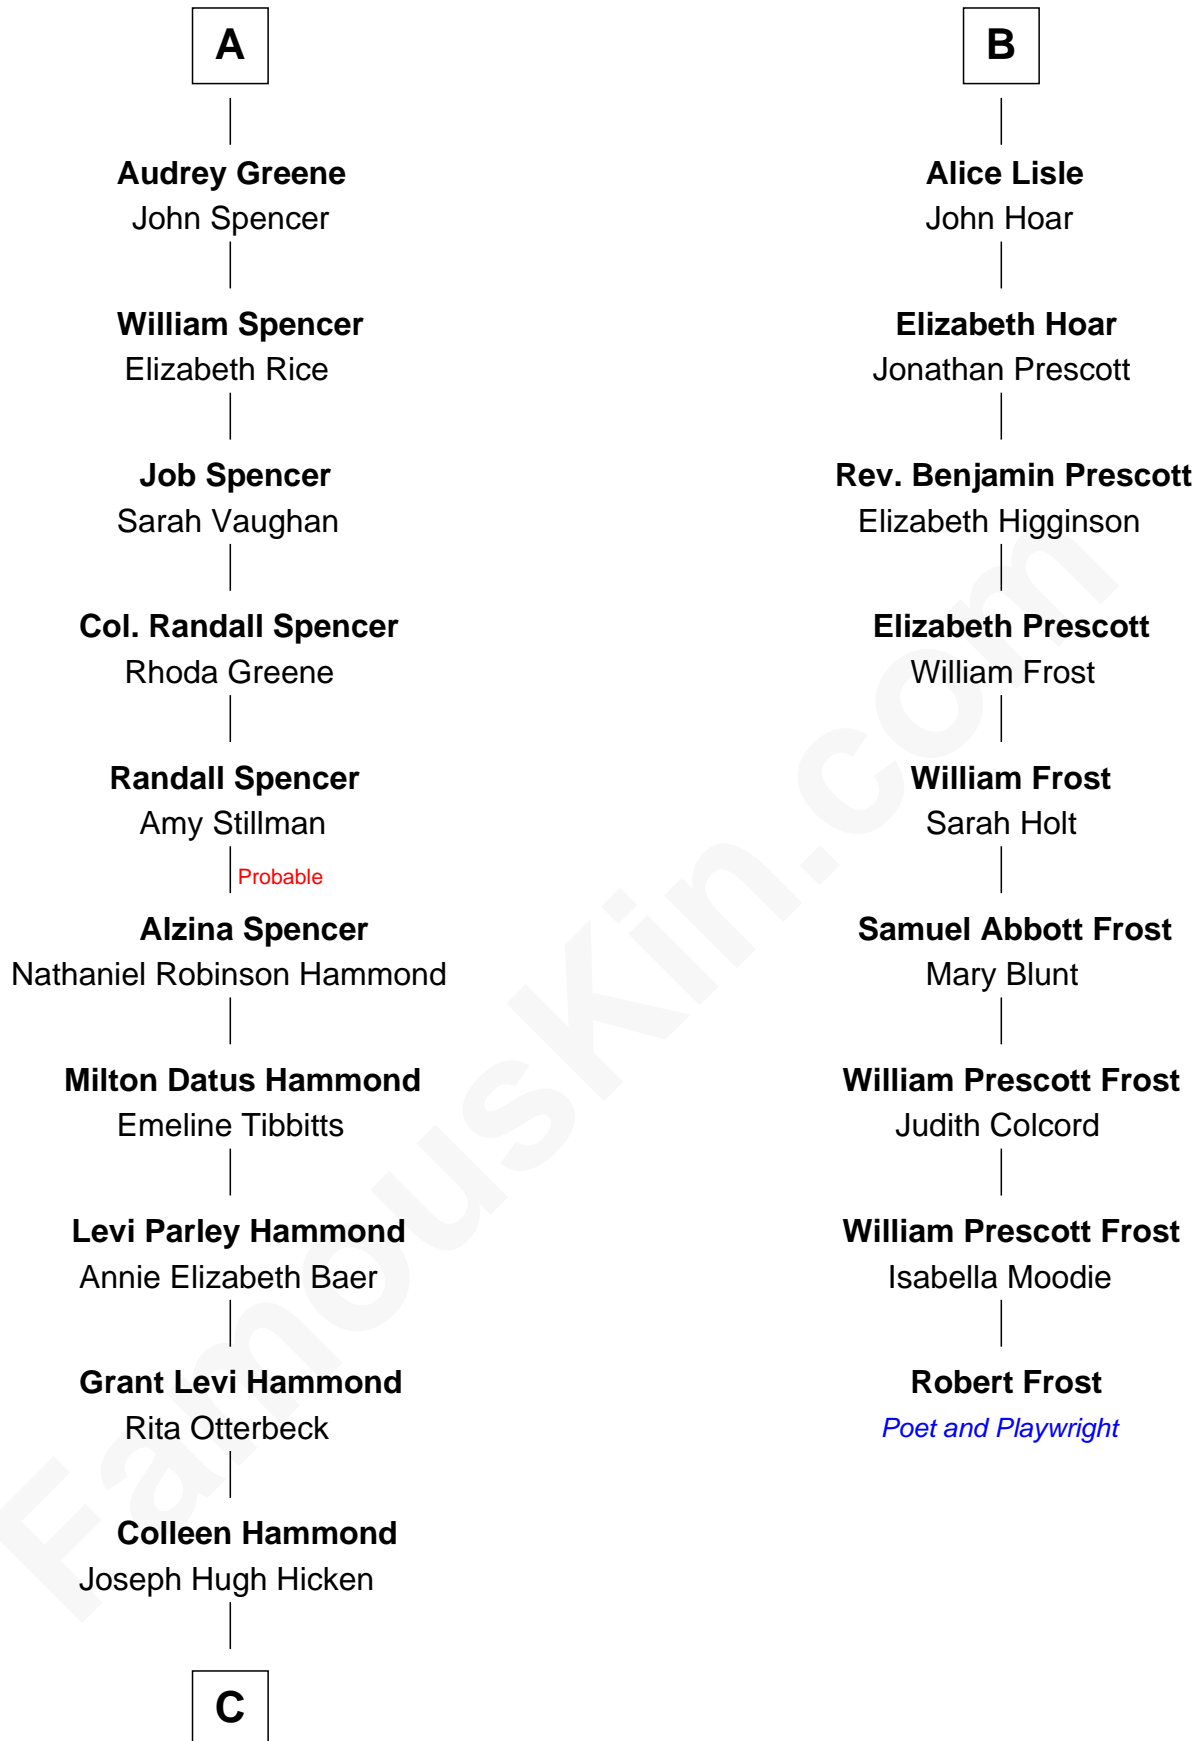 A
Audrey Greene
John Spencer
William Spencer
Elizabeth Rice
Job Spencer
Sarah Vaughan
Col. Randall Spencer
Rhoda Greene
Randall Spencer
Amy Stillman
Probable
Alzina Spencer
Nathaniel Robinson Hammond
Milton Datus Hammond
Emeline Tibbitts
Levi Parley Hammond
Annie Elizabeth Baer
Grant Levi Hammond
Rita Otterbeck
Colleen Hammond
Joseph Hugh Hicken
C
B
Alice Lisle
John Hoar
Elizabeth Hoar
Jonathan Prescott
Rev. Benjamin Prescott
Elizabeth Higginson
Elizabeth Prescott
William Frost
William Frost
Sarah Holt
Samuel Abbott Frost
Mary Blunt
William Prescott Frost
Judith Colcord
William Prescott Frost
Isabella Moodie
Robert Frost
Poet and Playwright
FamousKin.com